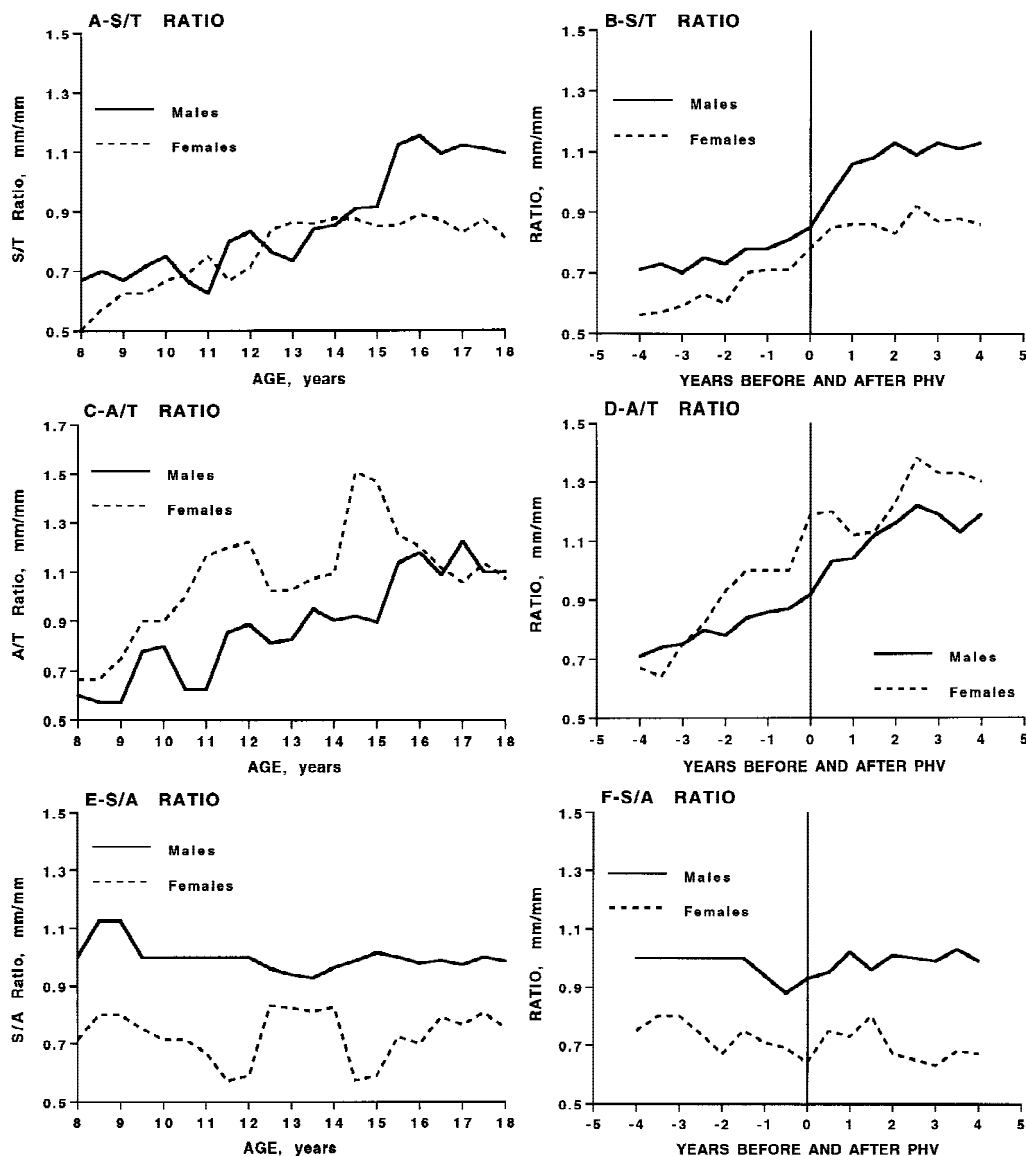 A-S/T RATIO
1.5
1.3
1.1
0.9
0.7
0.5
S/T Ratio, mm/mm
Males
Females
8 9 10 11 12 13 14 15 16 17 18
AGE, years
B-S/T RATIO
1.5
1.3
1.1
0.9
0.7
0.5
RATIO, mm/mm
Males
Females
-5 -4 -3 -2 -1 0 1 2 3 4 5
YEARS BEFORE AND AFTER PHV
C-A/T RATIO
1.7
1.5
1.3
1.1
0.9
0.7
0.5
A/T Ratio, mm/mm
Males
Females
8 9 10 11 12 13 14 15 16 17 18
AGE, years
D-A/T RATIO
1.5
1.3
1.1
0.9
0.7
0.5
RATIO, mm/mm
Males
Females
-5 -4 -3 -2 -1 0 1 2 3 4 5
YEARS BEFORE AND AFTER PHV
E-S/A RATIO
1.5
1.3
1.1
0.9
0.7
0.5
S/A Ratio, mm/mm
Males
Females
8 9 10 11 12 13 14 15 16 17 18
AGE, years
F-S/A RATIO
1.5
1.3
1.1
0.9
0.7
0.5
RATIO, mm/mm
Males
Females
-5 -4 -3 -2 -1 0 1 2 3 4 5
YEARS BEFORE AND AFTER PHV